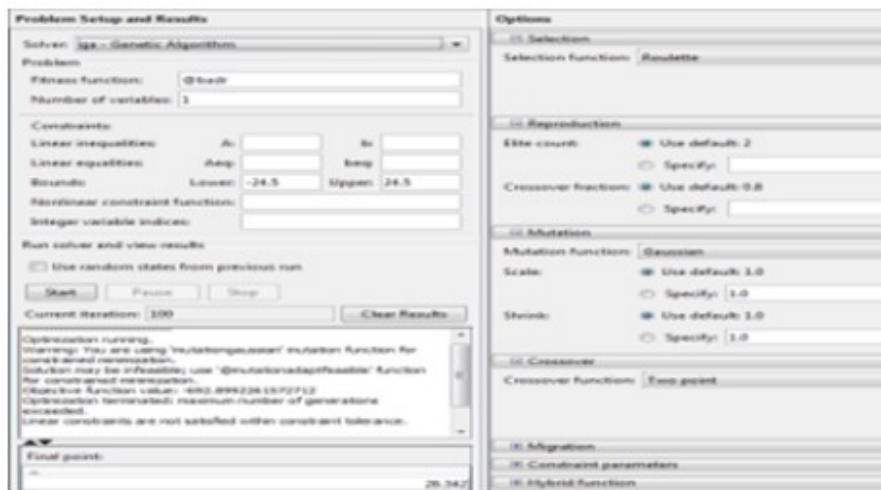 Problem Setup and Results
Solver: ga - Genetic Algorithm
Problem
Fitness function: @badr
Number of variables: 1
Constraints:
Linear inequalities: A: b:
Linear equalities: Aeq: beq:
Bounds: Lower: -24.5 Upper: 24.5
Nonlinear constraint function:
Integer variable indices:
Run solver and view results
Use random states from previous run
Start Pause Stop
Current iteration: 100 Clear Results
Optimization running.
Warning: You are using 'mutationgaussian' mutation function for
constrained minimization.
Solution may be infeasible; use '@mutationadaptfeasible' function
for constrained minimization.
Objective function value:
Optimization terminated: maximum number of generations
exceeded.
Linear constraints are not satisfied within constraint tolerance.
Final point:
26.342
Options
Selection
Selection function: Roulette
Reproduction
Elite count: Use default: 2
Specify:
Crossover fraction: Use default: 0.8
Specify:
Mutation
Mutation function: Gaussian
Scale: Use default: 1.0
Specify: 1.0
Shrink: Use default: 1.0
Specify: 1.0
Crossover
Crossover function: Two point
Migration
Constraint parameters
Hybrid function